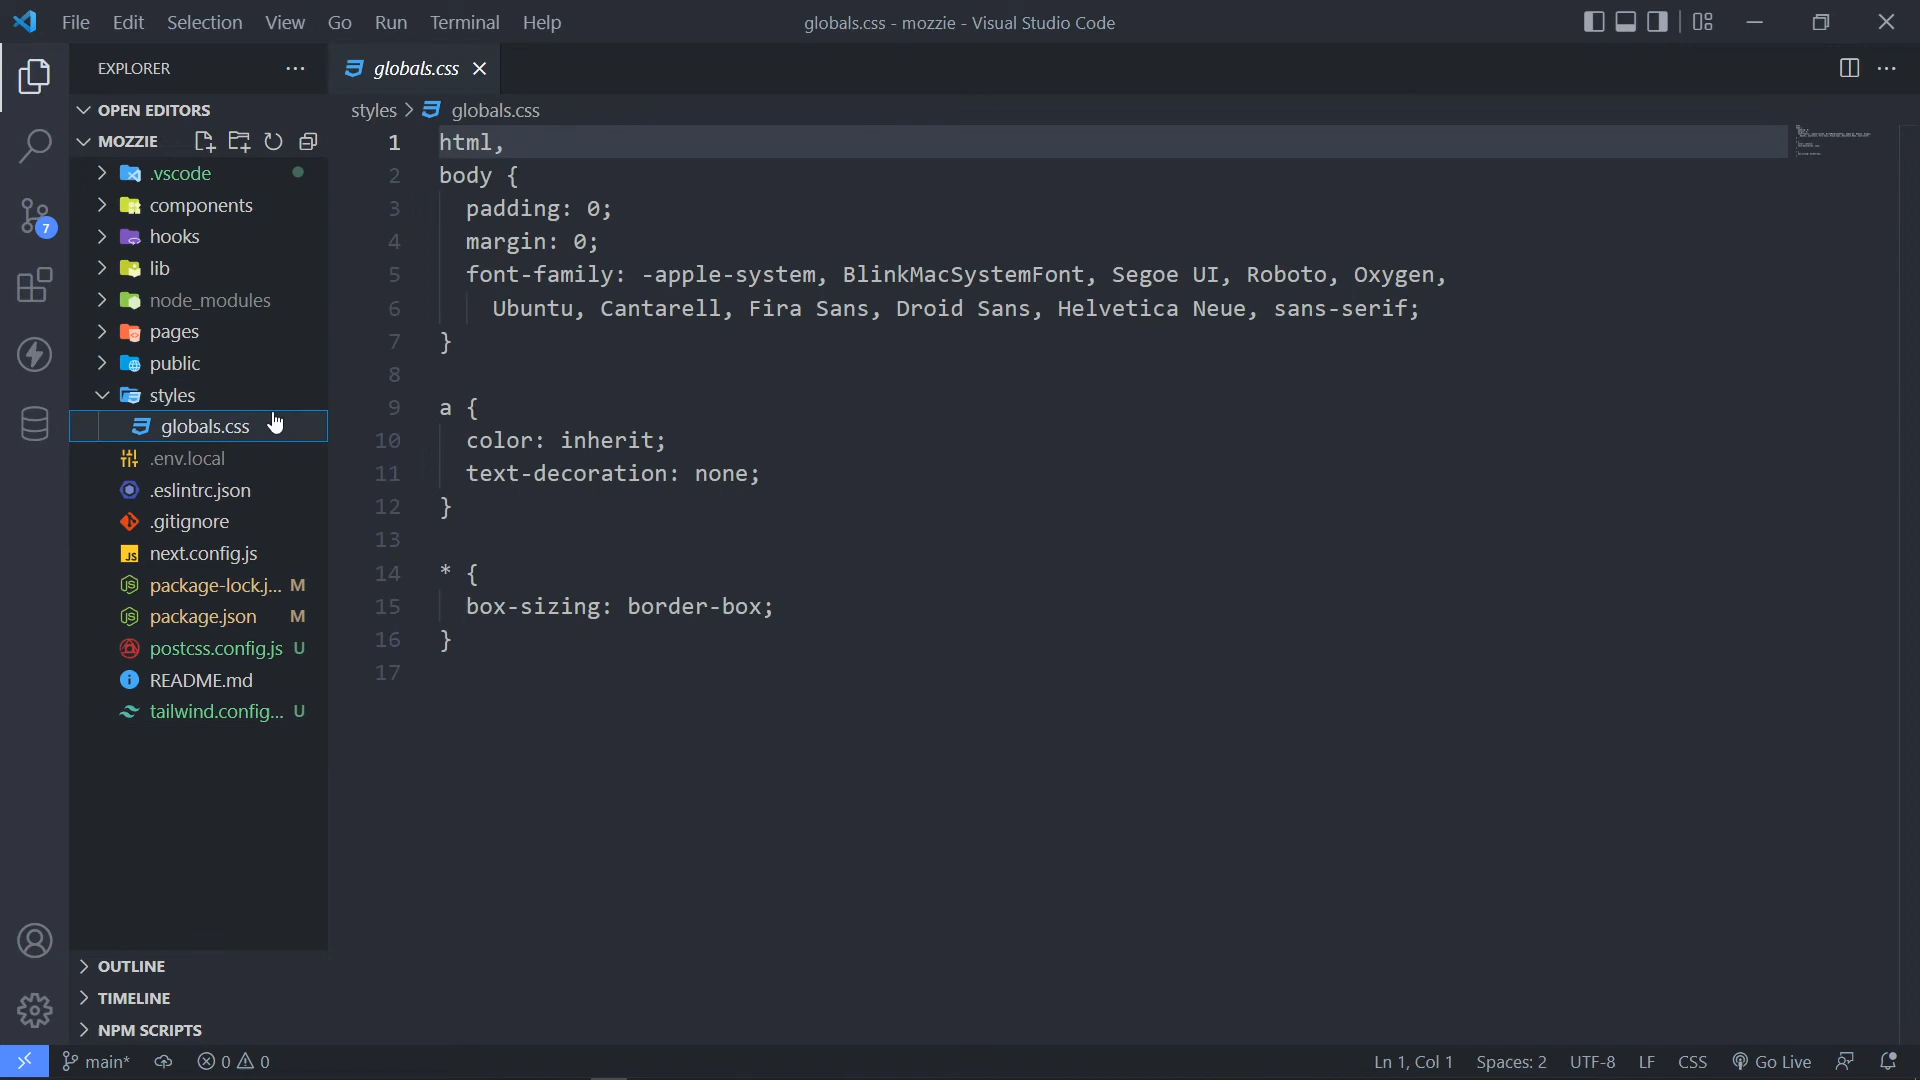 File Edit Selection View Go Run Terminal Help
globals.css - mozzie - Visual Studio Code
EXPLORER
globals.css
OPEN EDITORS
MOZZIE
.vscode
components
hooks
lib
node_modules
pages
public
styles
globals.css
.env.local
.eslintrc.json
.gitignore
next.config.js
package-lock.j... M
package.json M
postcss.config.js U
README.md
tailwind.config... U
OUTLINE
TIMELINE
NPM SCRIPTS
7
styles > globals.css
1 html,
2 body {
3 padding: 0;
4 margin: 0;
5 font-family: -apple-system, BlinkMacSystemFont, Segoe UI, Roboto, Oxygen,
6 Ubuntu, Cantarell, Fira Sans, Droid Sans, Helvetica Neue, sans-serif;
7 }
8
9 a {
10 color: inherit;
11 text-decoration: none;
12 }
13
14 * {
15 box-sizing: border-box;
16 }
17
main* 0 0
Ln 1, Col 1 Spaces: 2 UTF-8 LF CSS Go Live